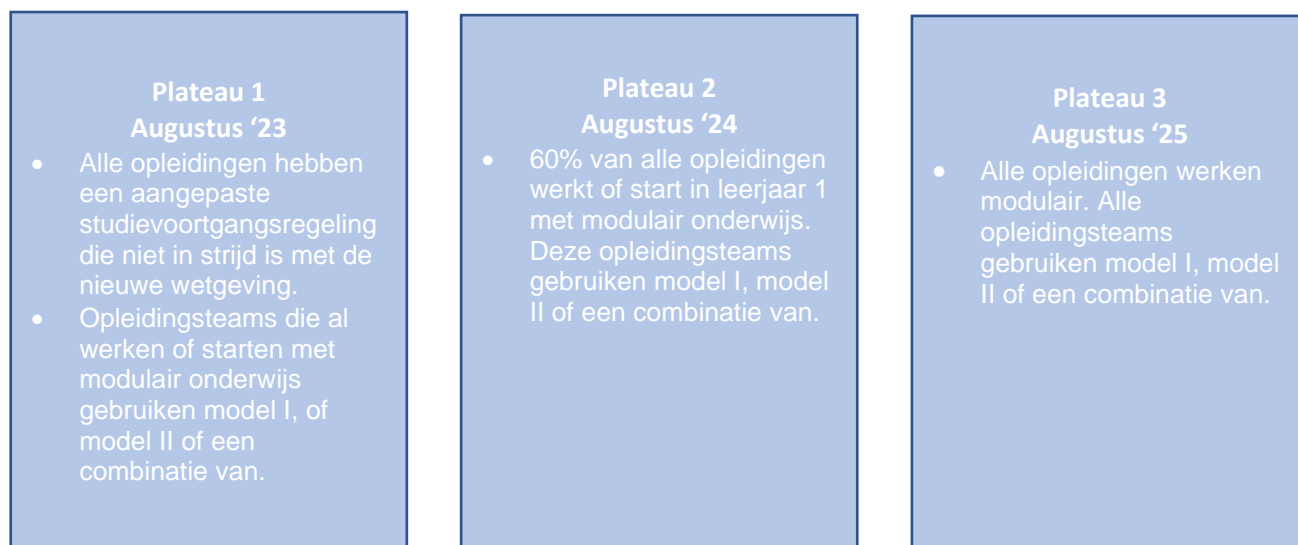 Plateau 1
Augustus ‘23
• Alle opleidingen hebben
een aangepaste
studievoortgangsregeling
die niet in strijd is met de
nieuwe wetgeving.
• Opleidingsteams die al
werken of starten met
modulair onderwijs
gebruiken model I, of
model II of een
combinatie van.
Plateau 2
Augustus ‘24
• 60% van alle opleidingen
werkt of start in leerjaar 1
met modulair onderwijs.
Deze opleidingsteams
gebruiken model I, model
II of een combinatie van.
Plateau 3
Augustus ‘25
• Alle opleidingen werken
modulair. Alle
opleidingsteams
gebruiken model I, model
II of een combinatie van.